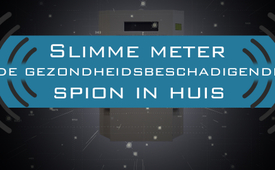 Slimme meter
de gezondheidsbeschadigende
spion in huis